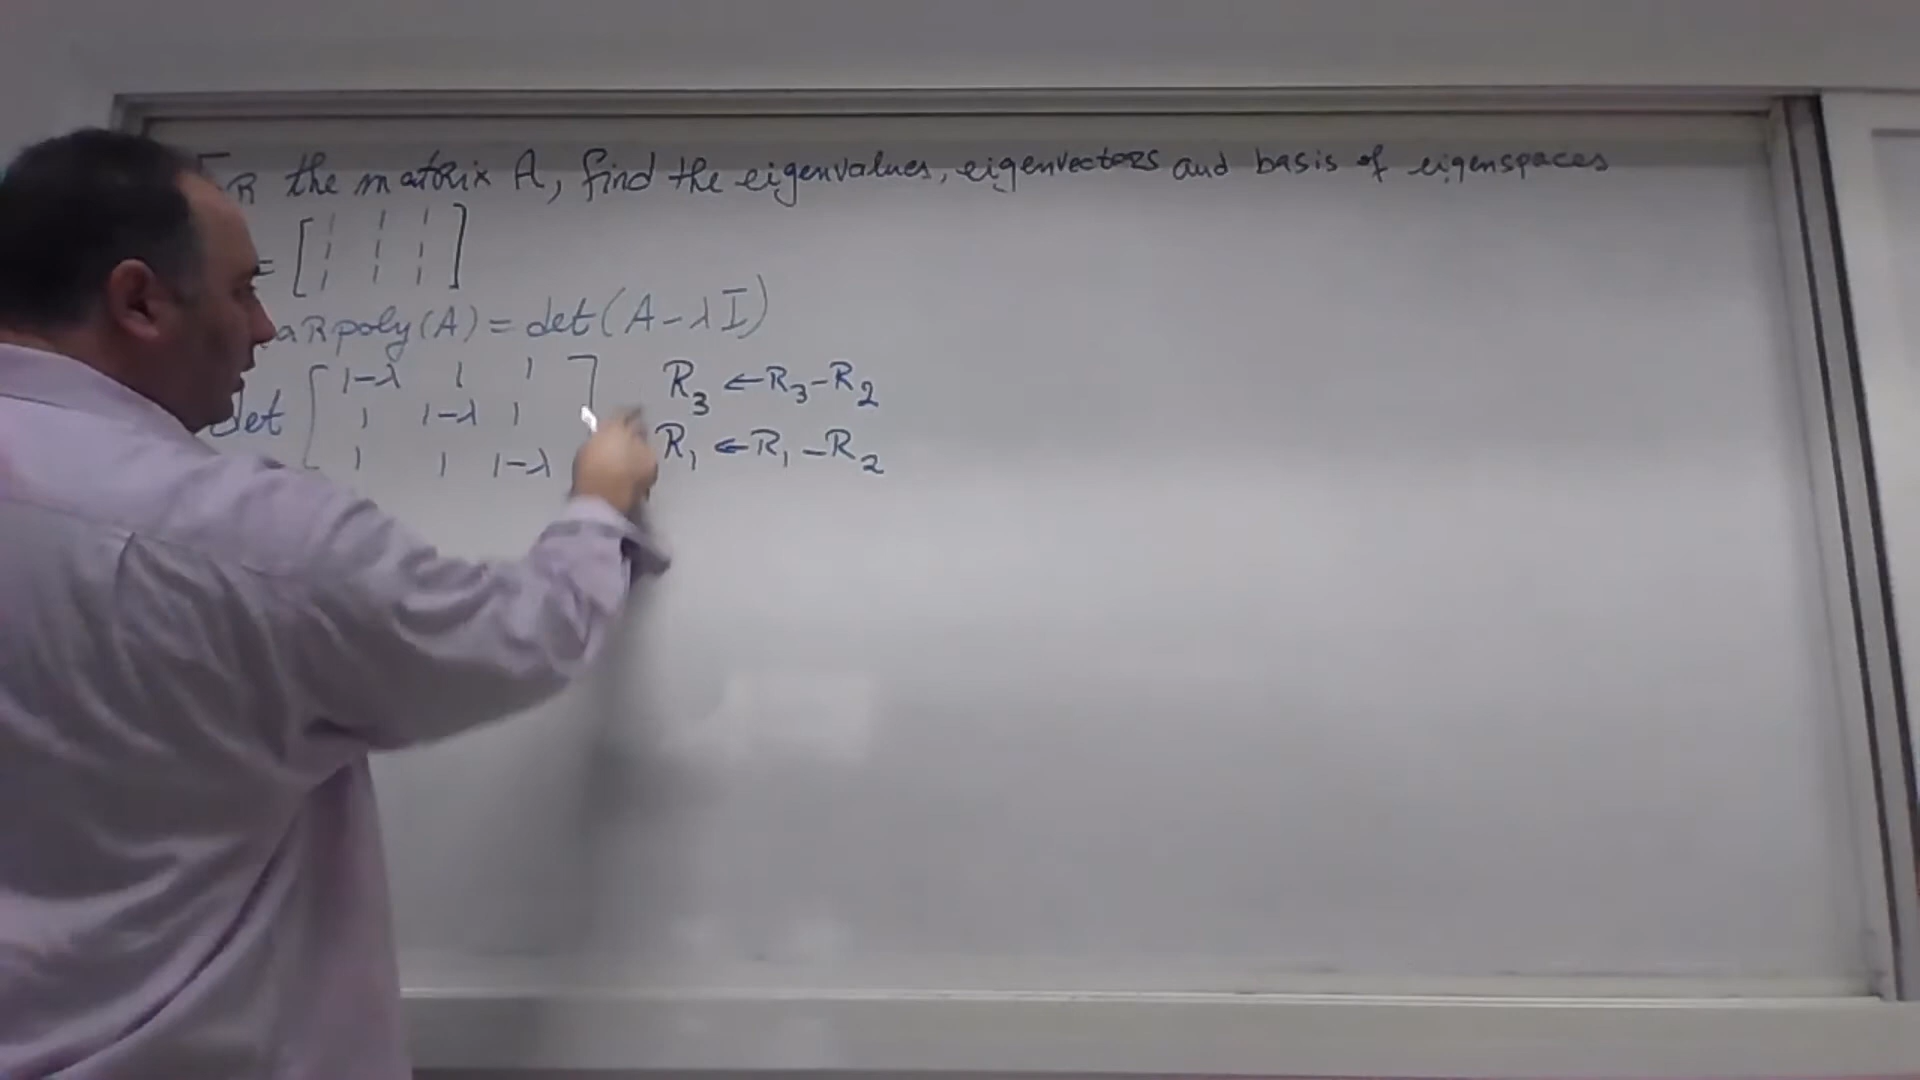 the matrix A, find the eigenvalues, eigenvectors and basis of eigenspaces
= [ 1 1 1
1 1 1
1 1 1 ]
aRpoly(A) = det(A-λI)
det [ 1-λ 1 1
1 1-λ 1
1 1 1-λ ]
R₃ ← R₃-R₂
R₁ ← R₁-R₂